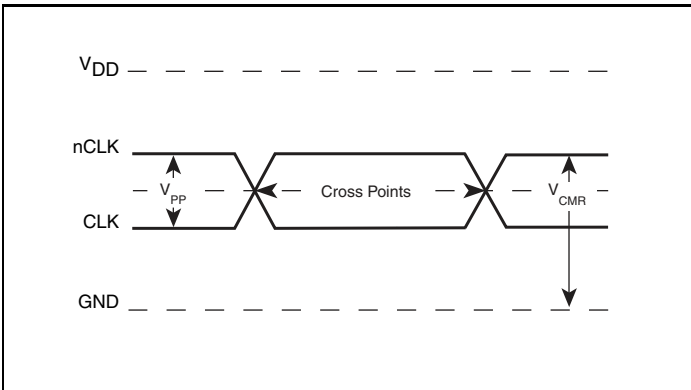 VDD
nCLK
VPP
Cross Points
VCMR
CLK
GND